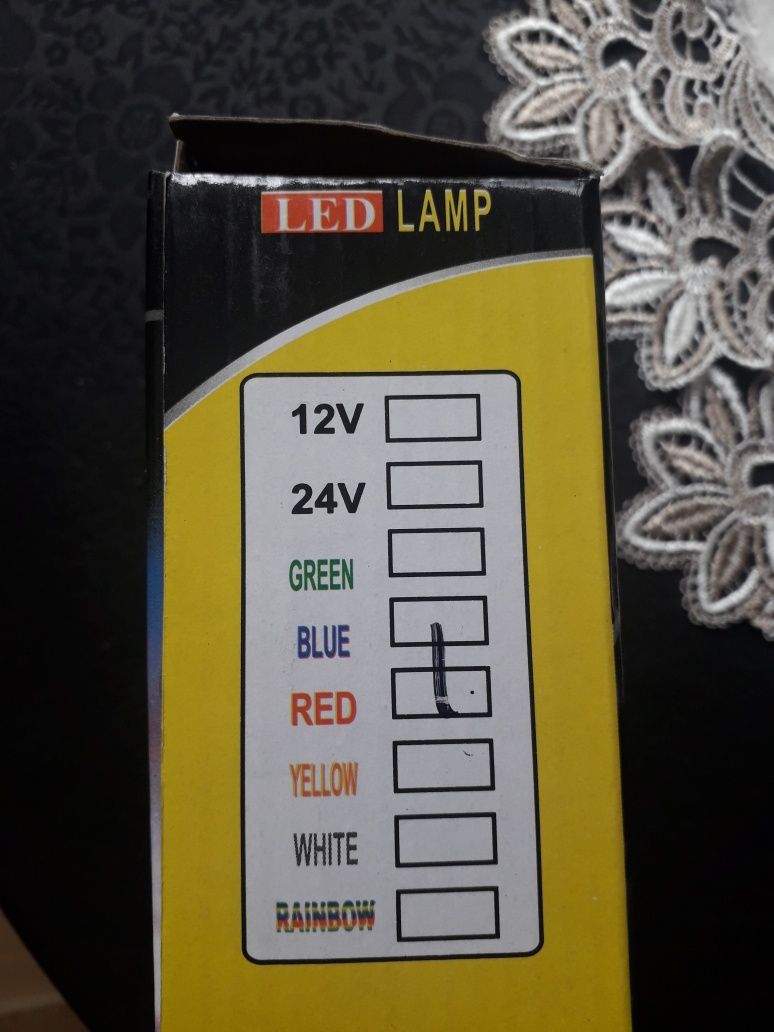 LED LAMP
12V
24V
GREEN
BLUE
RED
YELLOW
WHITE
RAINBOW